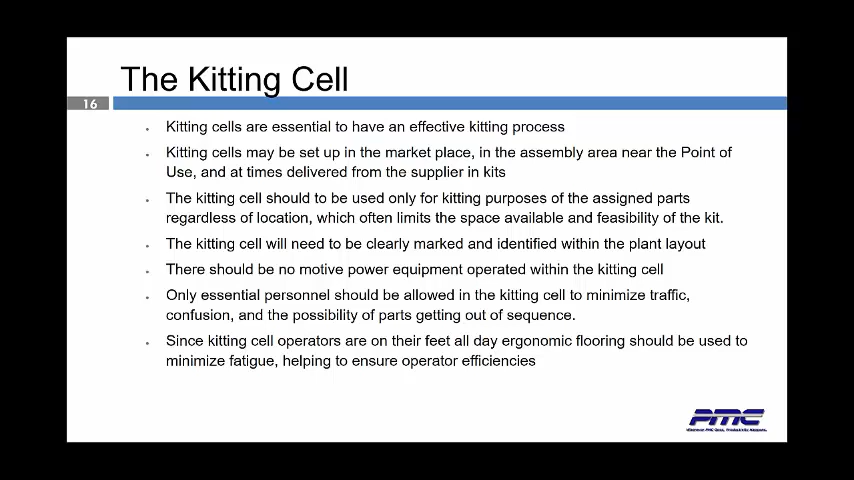 The Kitting Cell
16
Kitting cells are essential to have an effective kitting process
Kitting cells may be set up in the market place, in the assembly area near the Point of
Use, and at times delivered from the supplier in kits
The kitting cell should to be used only for kitting purposes of the assigned parts
regardless of location, which often limits the space available and feasibility of the kit.
The kitting cell will need to be clearly marked and identified within the plant layout
There should be no motive power equipment operated within the kitting cell
Only essential personnel should be allowed in the kitting cell to minimize traffic,
confusion, and the possibility of parts getting out of sequence.
Since kitting cell operators are on their feet all day ergonomic flooring should be used to
minimize fatigue, helping to ensure operator efficiencies
PMC